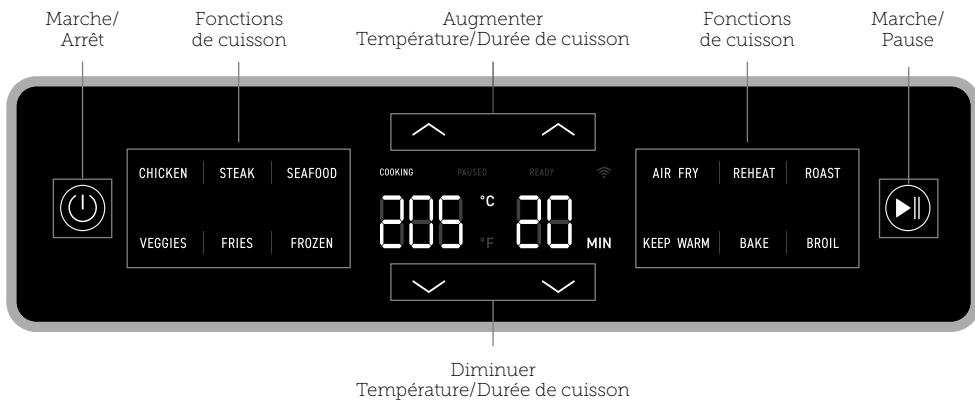 Marche/
Arrêt
Fonctions
de cuisson
Augmenter
Température/Durée de cuisson
Fonctions
de cuisson
Marche/
Pause
CHICKEN STEAK SEAFOOD
COOKING PAUSED READY
AIR FRY REHEAT ROAST
205 °C 20
°F MIN
VEGGIES FRIES FROZEN
KEEP WARM BAKE BROIL
Diminuer
Température/Durée de cuisson